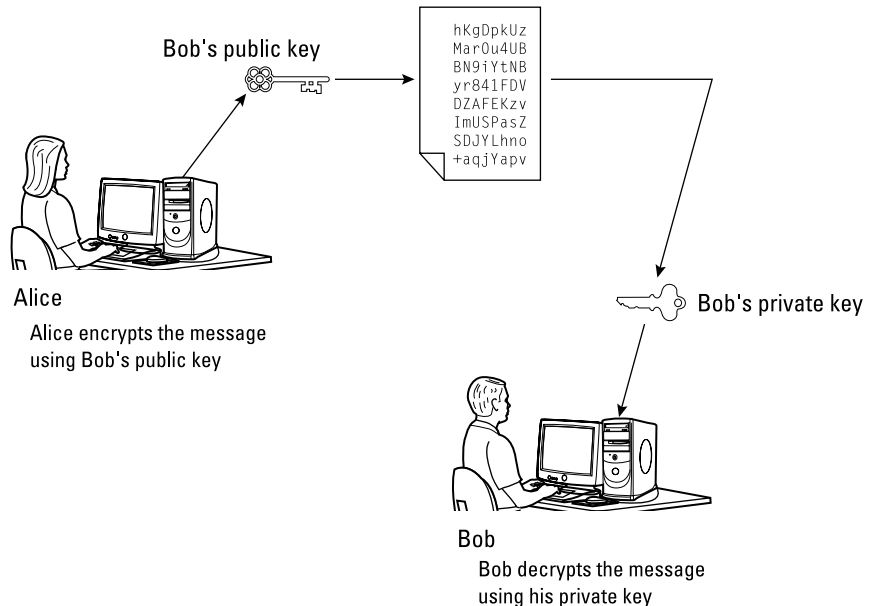 Bob's public key
hKgDpkUz
MarOu4UB
BN9iYtNB
yr841FDV
DZAFEKzv
ImUSPasZ
SDJYLhno
+aqjYapv
Alice
Alice encrypts the message
using Bob's public key
Bob's private key
Bob
Bob decrypts the message
using his private key